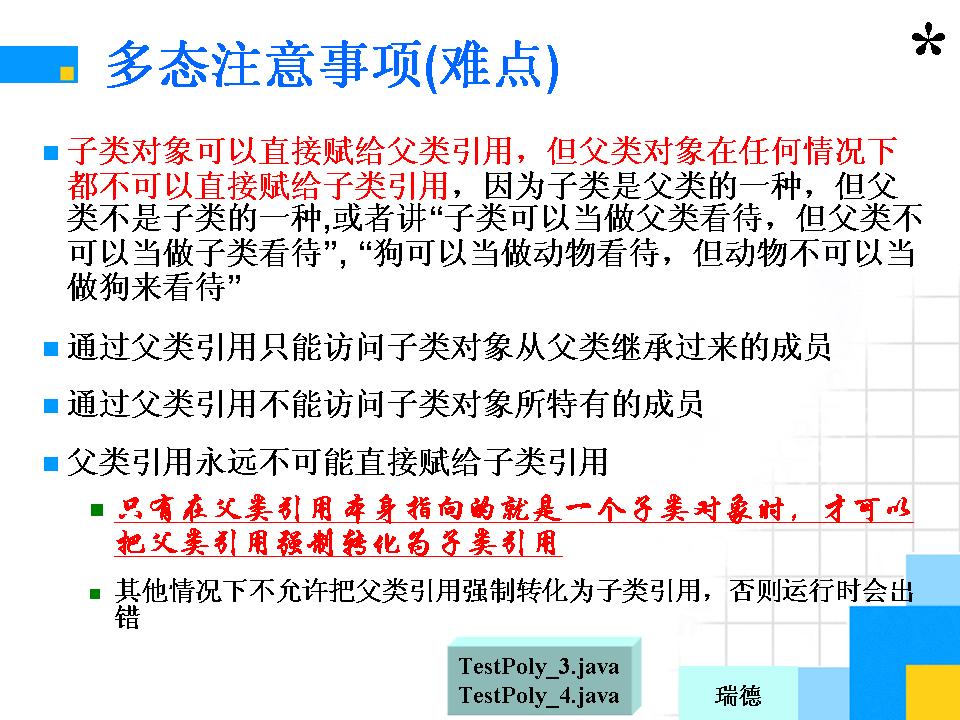 多态注意事项(难点)
*
子类对象可以直接赋给父类引用，但父类对象在任何情况下
都不可以直接赋给子类引用，因为子类是父类的一种，但父
类不是子类的一种,或者讲“子类可以当做父类看待，但父类不
可以当做子类看待”, “狗可以当做动物看待，但动物不可以当
做狗来看待”
通过父类引用只能访问子类对象从父类继承过来的成员
通过父类引用不能访问子类对象所特有的成员
父类引用永远不可能直接赋给子类引用
只有在父类引用本身指向的就是一个子类对象时，才可以
把父类引用强制转化为子类引用
其他情况下不允许把父类引用强制转化为子类引用，否则运行时会出
错
TestPoly_3.java
TestPoly_4.java
瑞德